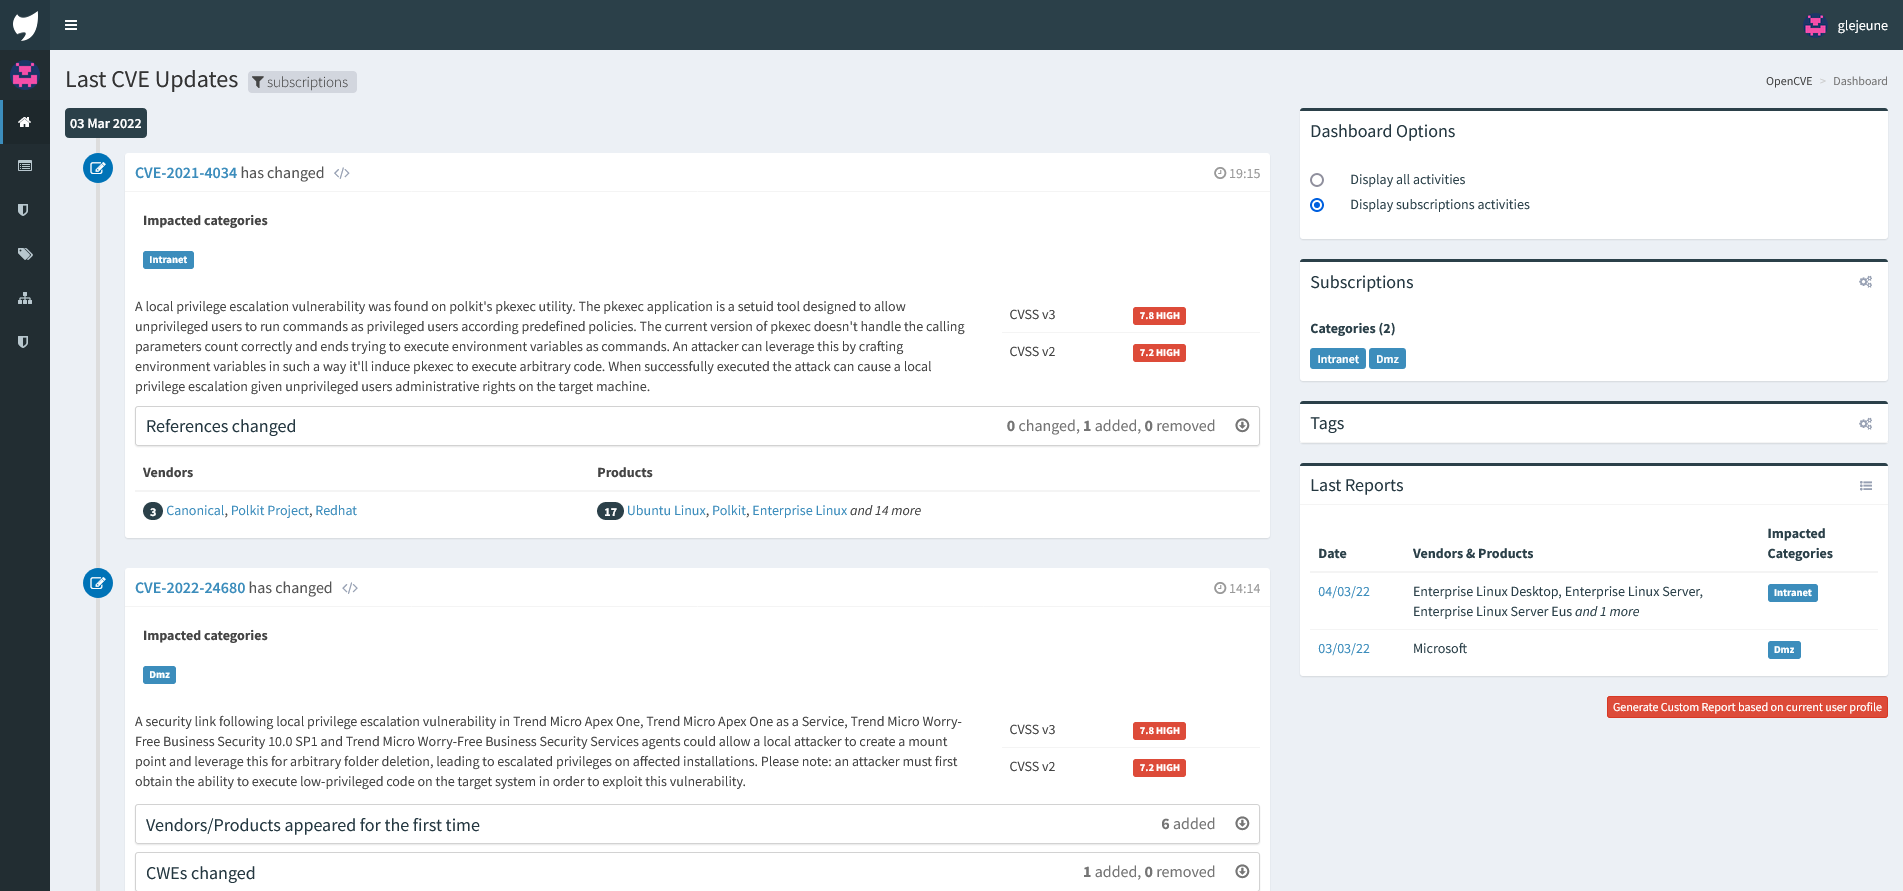 glejeune
Last CVE Updates subscriptions
OpenCVE > Dashboard
03 Mar 2022
CVE-2021-4034 has changed </> 19:15
Impacted categories
Intranet
A local privilege escalation vulnerability was found on polkit's pkexec utility. The pkexec application is a setuid tool designed to allow
unprivileged users to run commands as privileged users according predefined policies. The current version of pkexec doesn't handle the calling
parameters count correctly and ends trying to execute environment variables as commands. An attacker can leverage this by crafting
environment variables in such a way it'll induce pkexec to execute arbitrary code. When successfully executed the attack can cause a local
privilege escalation given unprivileged users administrative rights on the target machine.
CVSS v3 7.8 HIGH
CVSS v2 7.2 HIGH
References changed 0 changed, 1 added, 0 removed
Vendors Products
3 Canonical, Polkit Project, Redhat 17 Ubuntu Linux, Polkit, Enterprise Linux and 14 more
CVE-2022-24680 has changed </> 14:14
Impacted categories
Dmz
A security link following local privilege escalation vulnerability in Trend Micro Apex One, Trend Micro Apex One as a Service, Trend Micro Worry-
Free Business Security 10.0 SP1 and Trend Micro Worry-Free Business Security Services agents could allow a local attacker to create a mount
point and leverage this for arbitrary folder deletion, leading to escalated privileges on affected installations. Please note: an attacker must first
obtain the ability to execute low-privileged code on the target system in order to exploit this vulnerability.
CVSS v3 7.8 HIGH
CVSS v2 7.2 HIGH
Vendors/Products appeared for the first time 6 added
CWEs changed 1 added, 0 removed
Dashboard Options
Display all activities
Display subscriptions activities
Subscriptions
Categories (2)
Intranet Dmz
Tags
Last Reports
Date Vendors & Products Impacted
Categories
04/03/22 Enterprise Linux Desktop, Enterprise Linux Server, Intranet
Enterprise Linux Server Eus and 1 more
03/03/22 Microsoft Dmz
Generate Custom Report based on current user profile